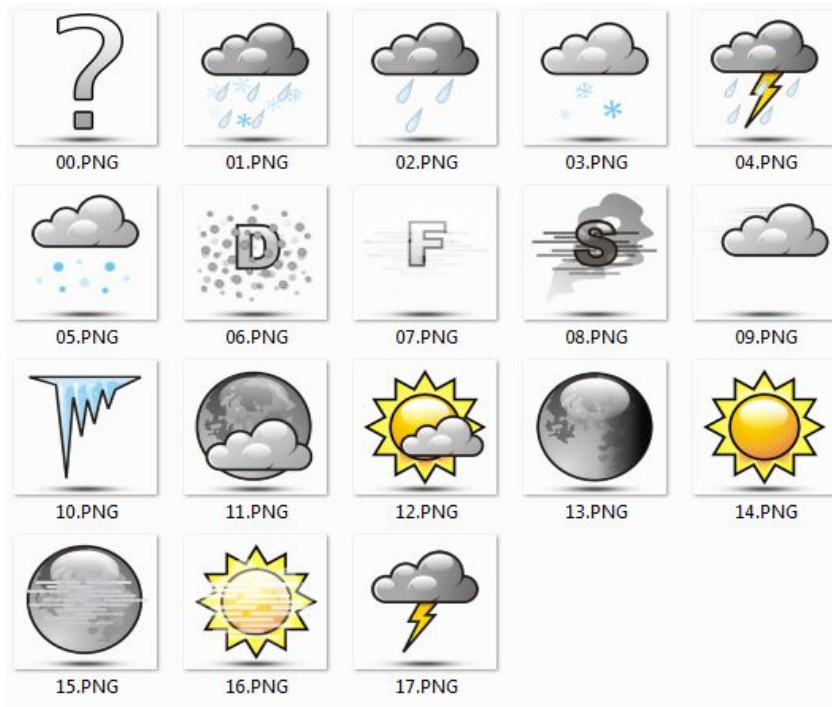 ?
00.PNG 01.PNG 02.PNG 03.PNG 04.PNG
D F S
05.PNG 06.PNG 07.PNG 08.PNG 09.PNG
10.PNG 11.PNG 12.PNG 13.PNG 14.PNG
15.PNG 16.PNG 17.PNG